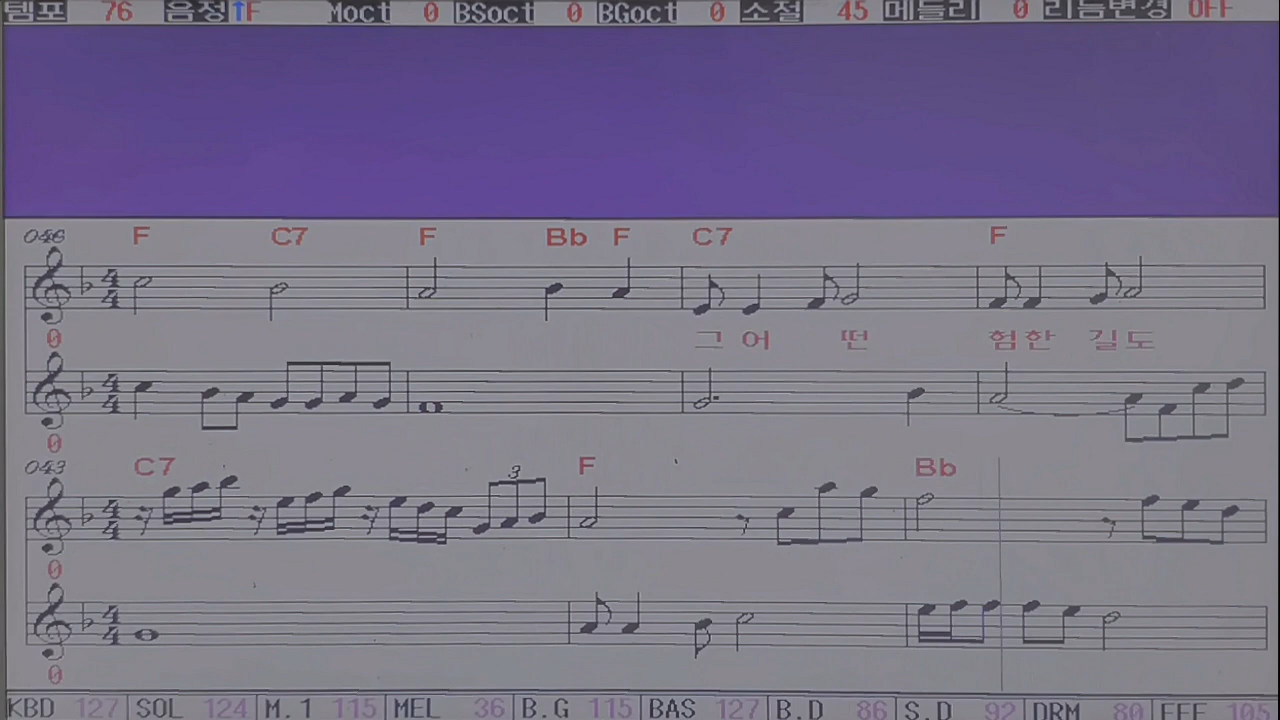 템포 76 음정↑F Moct 0 BSoct 0 BGoct 0 소절 45 메들리 0 리듬변경 OFF
046 F C7 F Bb F C7 F
0 그 어 떤 험한 길도
0
043 C7 3 F Bb
0
0
KBD 127 SOL 124 M.1 115 MEL 36 B.G 115 BAS 127 B.D 86 S.D 92 DRM 80 EFF 105